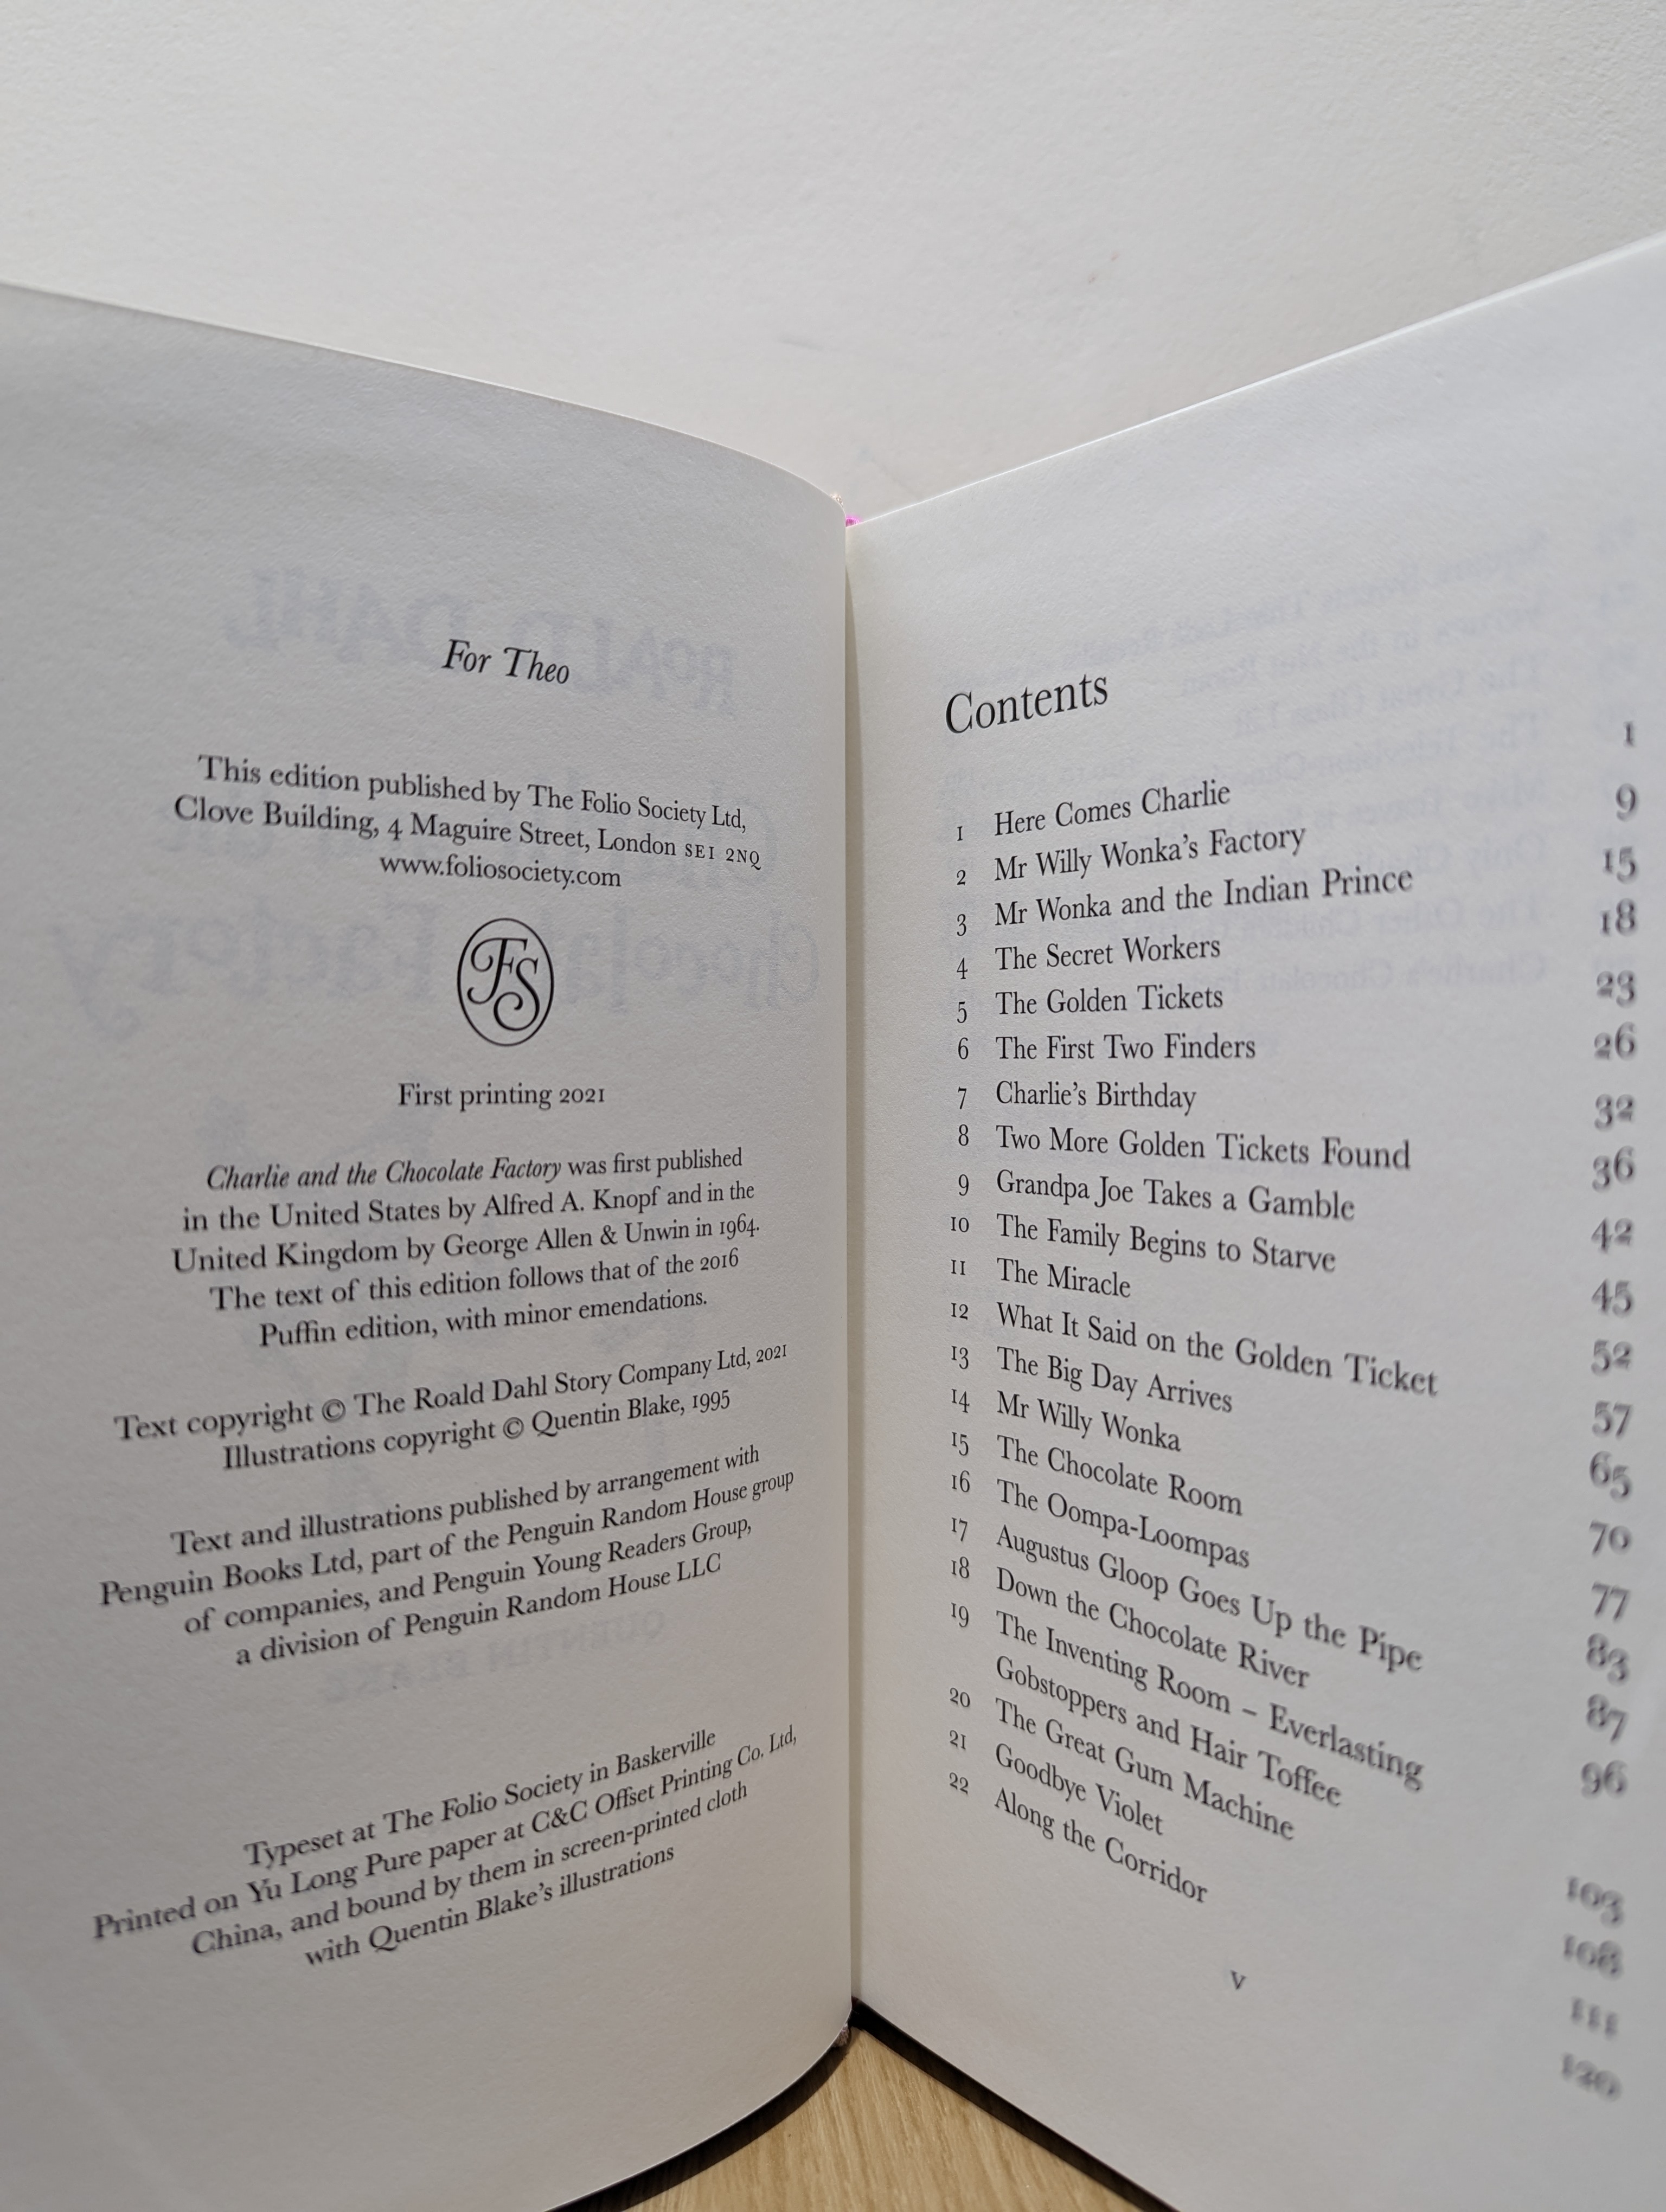 For Theo
This edition published by The Folio Society Ltd,
Clove Building, 4 Maguire Street, London SE1 2NQ
www.foliosociety.com
FS
First printing 2021
Charlie and the Chocolate Factory was first published
in the United States by Alfred A. Knopf and in the
United Kingdom by George Allen & Unwin in 1964.
The text of this edition follows that of the 2016
Puffin edition, with minor emendations.
Text copyright © The Roald Dahl Story Company Ltd, 2021
Illustrations copyright © Quentin Blake, 1995
Text and illustrations published by arrangement with
Penguin Books Ltd, part of the Penguin Random House group
of companies, and Penguin Young Readers Group,
a division of Penguin Random House LLC
Typeset at The Folio Society in Baskerville
Printed on Yu Long Pure paper at C&C Offset Printing Co. Ltd,
China, and bound by them in screen-printed cloth
with Quentin Blake's illustrations
Contents
1 Here Comes Charlie 1
2 Mr Willy Wonka's Factory 9
3 Mr Wonka and the Indian Prince 15
4 The Secret Workers 18
5 The Golden Tickets 23
6 The First Two Finders 26
7 Charlie's Birthday 32
8 Two More Golden Tickets Found 36
9 Grandpa Joe Takes a Gamble 42
10 The Family Begins to Starve 45
11 The Miracle 52
12 What It Said on the Golden Ticket 57
13 The Big Day Arrives 65
14 Mr Willy Wonka 70
15 The Chocolate Room 77
16 The Oompa-Loompas 83
17 Augustus Gloop Goes Up the Pipe 87
18 Down the Chocolate River 96
19 The Inventing Room – Everlasting
Gobstoppers and Hair Toffee 103
20 The Great Gum Machine 108
21 Goodbye Violet 111
22 Along the Corridor 120
v